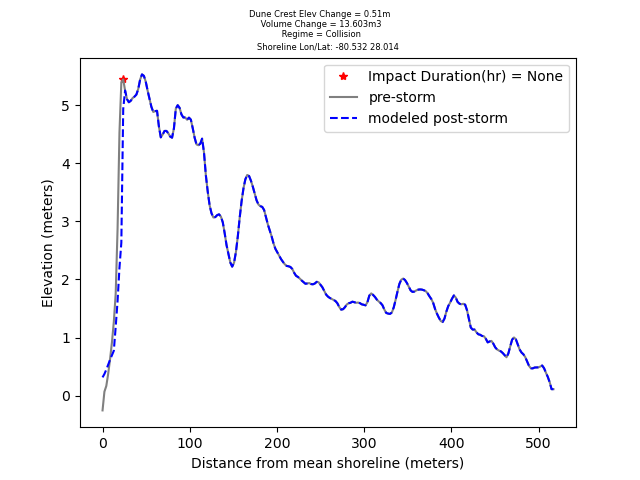 Dune Crest Elev Change = 0.51m
Volume Change = 13.603m3
Regime = Collision
Shoreline Lon/Lat: -80.532 28.014
Impact Duration(hr) = None
pre-storm
modeled post-storm
Elevation (meters)
5
4
3
2
1
0
0 100 200 300 400 500
Distance from mean shoreline (meters)